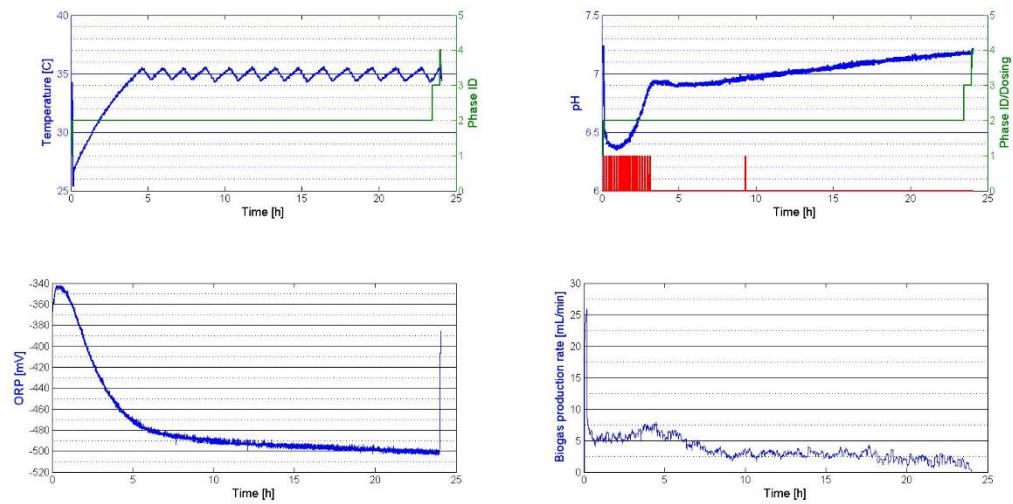 40
35
30
25
Temperature [C]
5
4
3
2
1
0
Phase ID
0 5 10 15 20 25
Time [h]
7.5
7
6.5
6
pH
5
4
3
2
1
0
Phase ID/Dosing
0 5 10 15 20 25
Time [h]
-340
-360
-380
-400
-420
-440
-460
-480
-500
-520
ORP [mV]
0 5 10 15 20 25
Time [h]
30
25
20
15
10
5
0
Biogas production rate [mL/min]
0 5 10 15 20 25
Time [h]